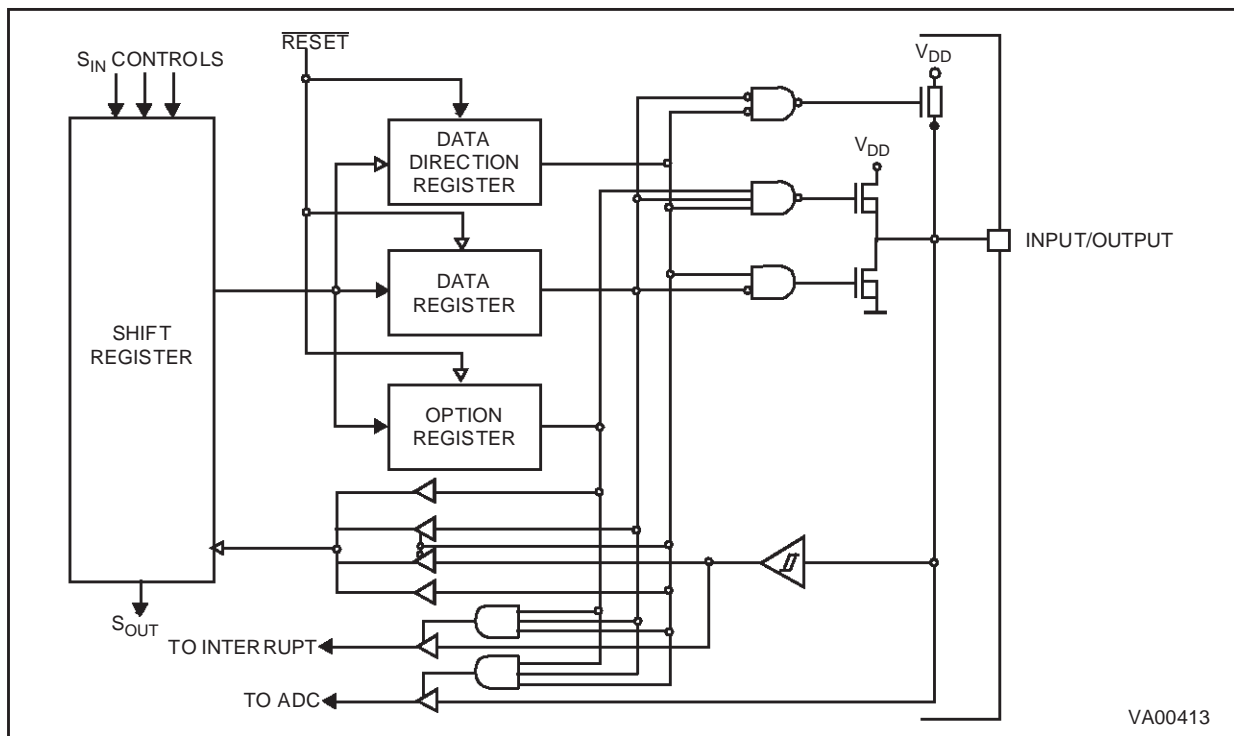 RESET
S_IN CONTROLS
V_DD
DATA
DIRECTION
REGISTER
V_DD
INPUT/OUTPUT
DATA
REGISTER
SHIFT
REGISTER
OPTION
REGISTER
S_OUT
TO INTERRUPT
TO ADC
VA00413